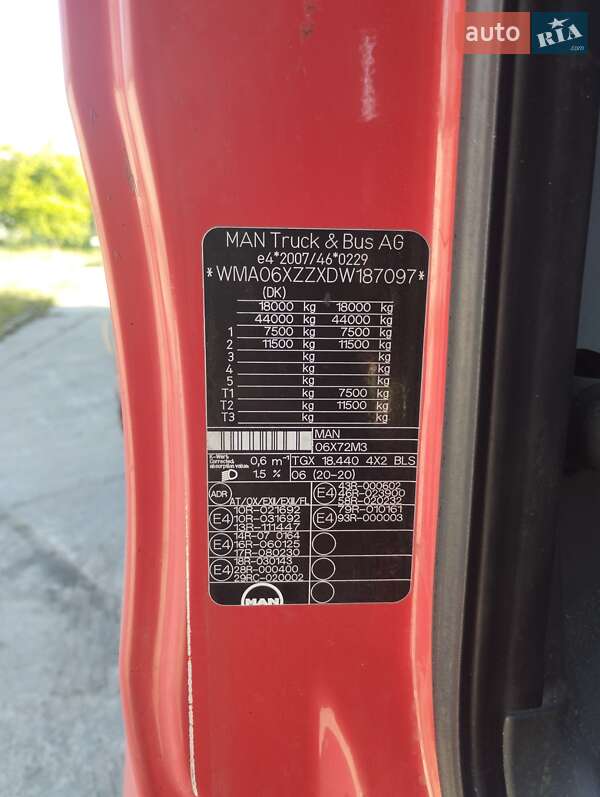 auto RIA .com
MAN Truck & Bus AG
e4*2007/46*0229
*WMA06XZZXDW187097*
(DK)
18000 kg 18000 kg
44000 kg 44000 kg
1 7500 kg 7500 kg
2 11500 kg 11500 kg
3 kg kg
4 kg kg
5 kg kg
T1 kg 7500 kg
T2 kg 11500 kg
T3 kg kg
MAN
06X72M3
K-Wert
Corrected absorption value: 0,6 m⁻¹ TGX 18.440 4X2 BLS
1.5 % 06 (20-20)
ADR AT/OX/EXII/EXIII/FL
E4 43R-000602
46R-023900
58R-020232
E4 10R-021692
10R-031692
13R-111447
E4 79R-010161
93R-000003
E4 14R-07 0164
16R-060125
17R-080230
E4 18R-030143
28R-000400
29RC-020002
MAN